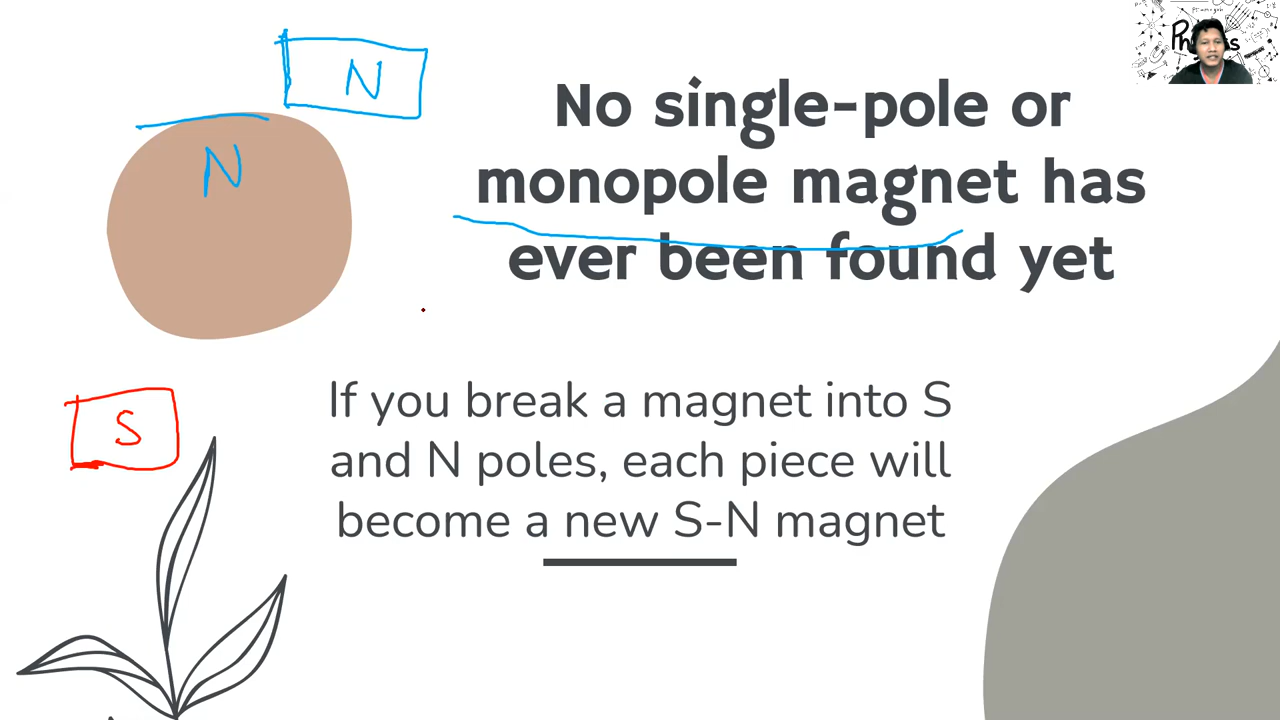 N
N
No single-pole or
monopole magnet has
ever been found yet
S
If you break a magnet into S
and N poles, each piece will
become a new S-N magnet